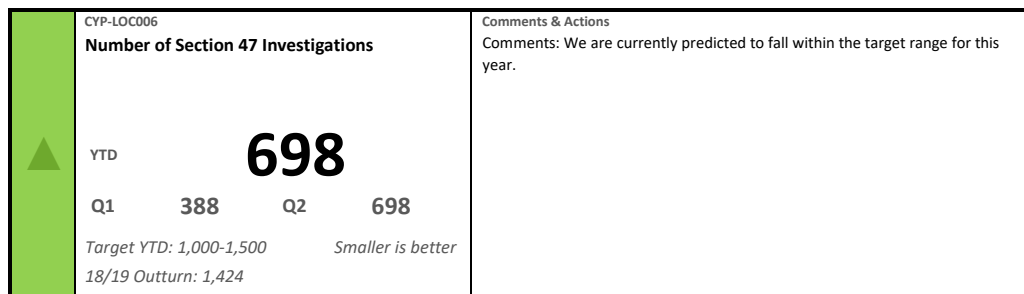 CYP-LOC006
Number of Section 47 Investigations
YTD 698
Q1 388 Q2 698
Target YTD: 1,000-1,500 Smaller is better
18/19 Outturn: 1,424
Comments & Actions
Comments: We are currently predicted to fall within the target range for this
year.